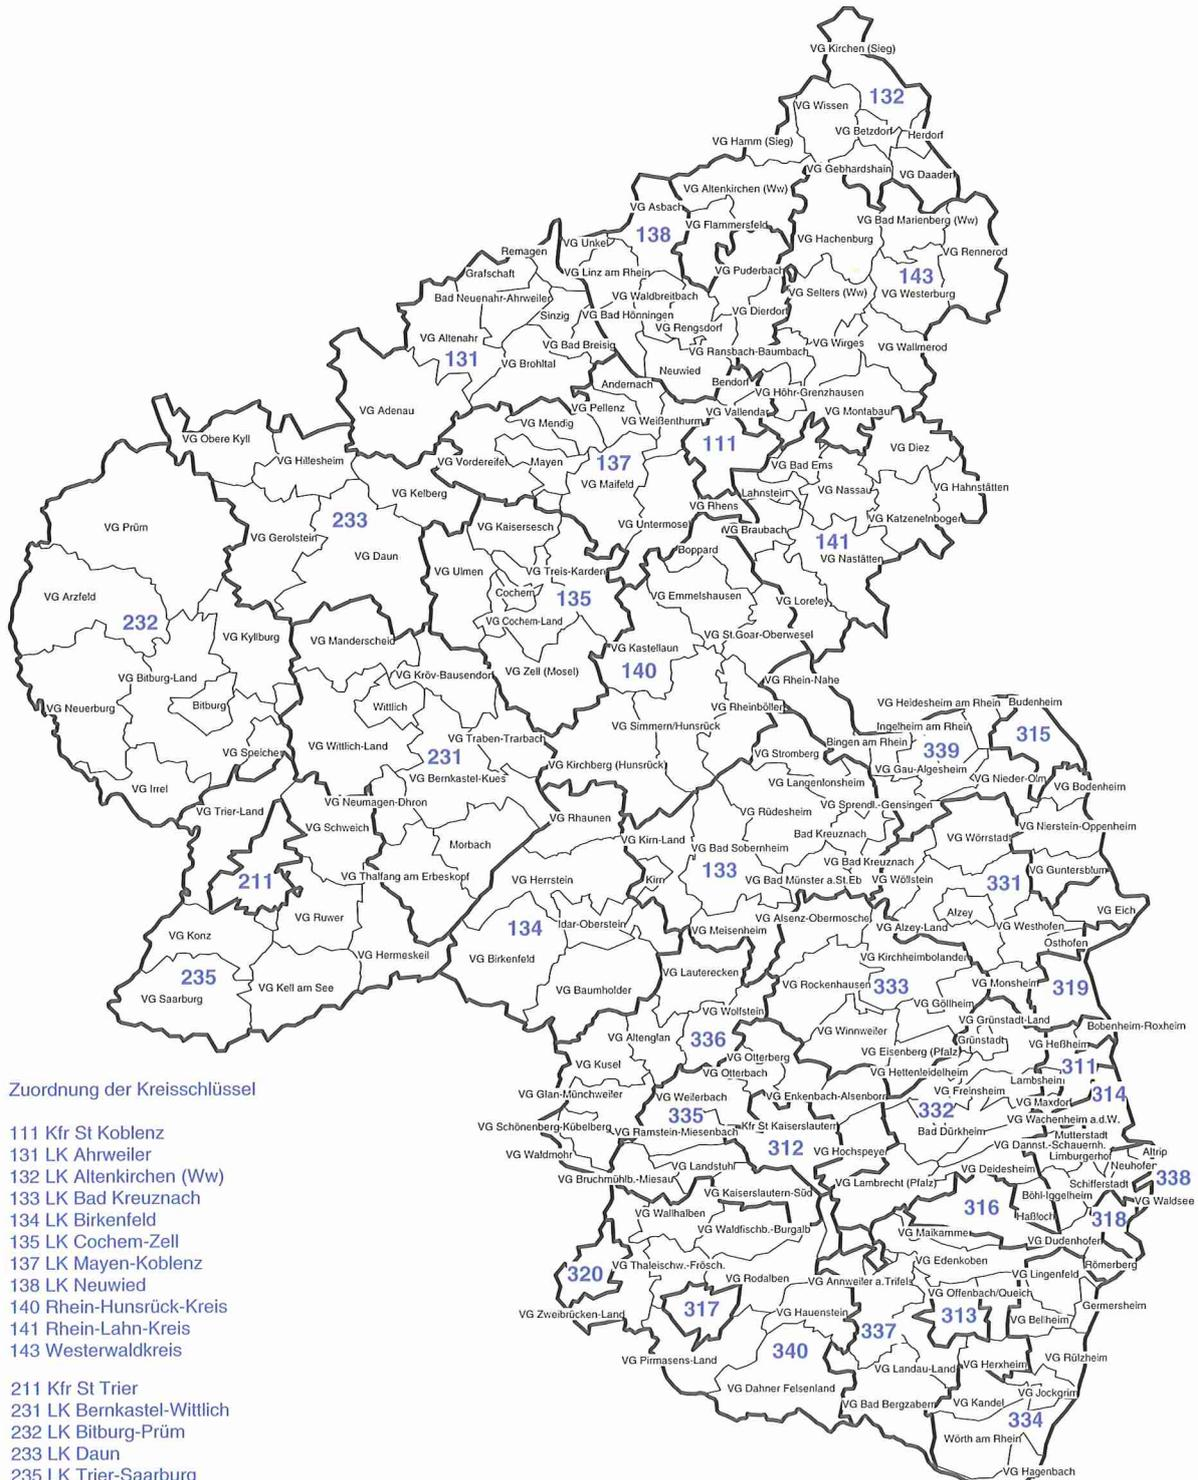 VG Kirchen (Sieg)
132
VG Wissen
VG Betzdorf
Herdorf
VG Hamm (Sieg)
VG Gebhardshain
VG Daaden
VG Altenkirchen (Ww)
VG Asbach
VG Flammersfeld
VG Bad Marienberg (Ww)
138
VG Hachenburg
VG Unkel
VG Rennerod
Remagen
VG Linz am Rhein
VG Puderbach
143
Grafschaft
VG Selters (Ww)
VG Westerburg
Bad Neuenahr-Ahrweiler
VG Waldbreitbach
VG Dierdorf
Sinzig
VG Bad Hönningen
VG Rengsdorf
VG Altenahr
VG Bad Breisig
VG Wirges
VG Wallmerod
131
VG Ransbach-Baumbach
VG Brohltal
Neuwied
Andernach
Bendorf
VG Höhr-Grenzhausen
VG Adenau
VG Pellenz
VG Vallendar
VG Montabaur
VG Mendig
VG Weißenthurm
VG Obere Kyll
111
VG Diez
VG Hillesheim
VG Vordereifel
Mayen
137
VG Bad Ems
VG Maifeld
VG Kelberg
Lahnstein
VG Nassau
VG Hahnstätten
VG Rhens
VG Prüm
233
VG Kaisersesch
VG Untermosel
VG Katzenelnbogen
VG Gerolstein
VG Braubach
141
VG Daun
Boppard
VG Nastätten
VG Ulmen
VG Treis-Karden
VG Arzfeld
Cochem
135
VG Emmelshausen
VG Loreley
232
VG Cochem-Land
VG Kyllburg
VG Manderscheid
VG St.Goar-Oberwesel
VG Kastellaun
VG Zell (Mosel)
140
VG Bitburg-Land
VG Kröv-Bausendorf
VG Rhein-Nahe
VG Neuerburg
Bitburg
Wittlich
VG Rheinböllen
VG Heidesheim am Rhein
Budenheim
VG Simmern/Hunsrück
Ingelheim am Rhein
315
VG Speicher
VG Wittlich-Land
VG Traben-Trarbach
Bingen am Rhein
339
231
VG Stromberg
VG Kirchberg (Hunsrück)
VG Gau-Algesheim
VG Irrel
VG Bernkastel-Kues
VG Langenlonsheim
VG Nieder-Olm
VG Bodenheim
VG Trier-Land
VG Neumagen-Dhron
VG Rhaunen
VG Rüdesheim
VG Sprendl.-Gensingen
VG Schweich
VG Kirn-Land
Bad Kreuznach
VG Wörrstadt
VG Nierstein-Oppenheim
Morbach
VG Bad Sobernheim
VG Bad Kreuznach
211
VG Thalfang am Erbeskopf
VG Herrstein
Kirn
133
VG Bad Münster a.St.Eb
VG Wöllstein
331
VG Guntersblum
VG Ruwer
Idar-Oberstein
VG Alsenz-Obermoschel
Alzey
VG Eich
VG Konz
134
VG Meisenheim
VG Alzey-Land
VG Westhofen
VG Hermeskeil
VG Birkenfeld
Osthofen
235
VG Kell am See
VG Lauterecken
VG Kirchheimbolanden
VG Saarburg
VG Baumholder
VG Rockenhausen
333
VG Monsheim
319
VG Wolfstein
VG Göllheim
VG Grünstadt-Land
VG Altenglan
336
VG Winnweiler
Grünstadt
Bobenheim-Roxheim
VG Kusel
VG Otterberg
VG Eisenberg (Pfalz)
VG Heßheim
311
VG Otterbach
VG Hettenleidelheim
Lambsheim
VG Glan-Münchweiler
VG Weilerbach
VG Enkenbach-Alsenborn
VG Freinsheim
314
335
332
VG Maxdorf
VG Schönenberg-Kübelberg
VG Ramstein-Miesenbach
Kfr St Kaiserslautern
Bad Dürkheim
VG Wachenheim a.d.W.
312
Mutterstadt
VG Waldmohr
VG Hochspeyer
VG Dannst.-Schauernh.
Altrip
VG Landstuhl
Limburgerhof
Neuhofen
VG Bruchmühlb.-Miesau
VG Lambrecht (Pfalz)
VG Deidesheim
338
VG Kaiserslautern-Süd
Schifferstadt
VG Wallhalben
316
Böhl-Iggelheim
VG Waldsee
VG Waldfischb.-Burgalb
Haßloch
318
VG Maikammer
VG Dudenhofen
320
VG Thaleischw.-Frösch.
VG Edenkoben
Römerberg
VG Rodalben
VG Annweiler a.Trifels
VG Lingenfeld
VG Zweibrücken-Land
317
VG Hauenstein
VG Offenbach/Queich
Germersheim
313
VG Bellheim
337
VG Pirmasens-Land
340
VG Landau-Land
VG Herxheim
VG Rülzheim
VG Dahner Felsenland
VG Bad Bergzabern
VG Kandel
VG Jockgrim
334
Wörth am Rhein
VG Hagenbach
Zuordnung der Kreisschlüssel
111 Kfr St Koblenz
131 LK Ahrweiler
132 LK Altenkirchen (Ww)
133 LK Bad Kreuznach
134 LK Birkenfeld
135 LK Cochem-Zell
137 LK Mayen-Koblenz
138 LK Neuwied
140 Rhein-Hunsrück-Kreis
141 Rhein-Lahn-Kreis
143 Westerwaldkreis
211 Kfr St Trier
231 LK Bernkastel-Wittlich
232 LK Bitburg-Prüm
233 LK Daun
235 LK Trier-Saarburg